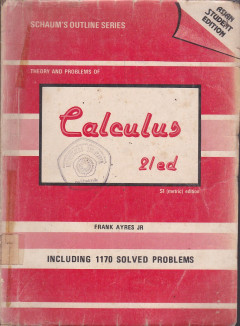 SCHAUM'S OUTLINE SERIES
ASIAN
STUDENT
EDITION
THEORY AND PROBLEMS OF
Calculus
2/ed
SI (metric) edition
FRANK AYRES JR
INCLUDING 1170 SOLVED PROBLEMS